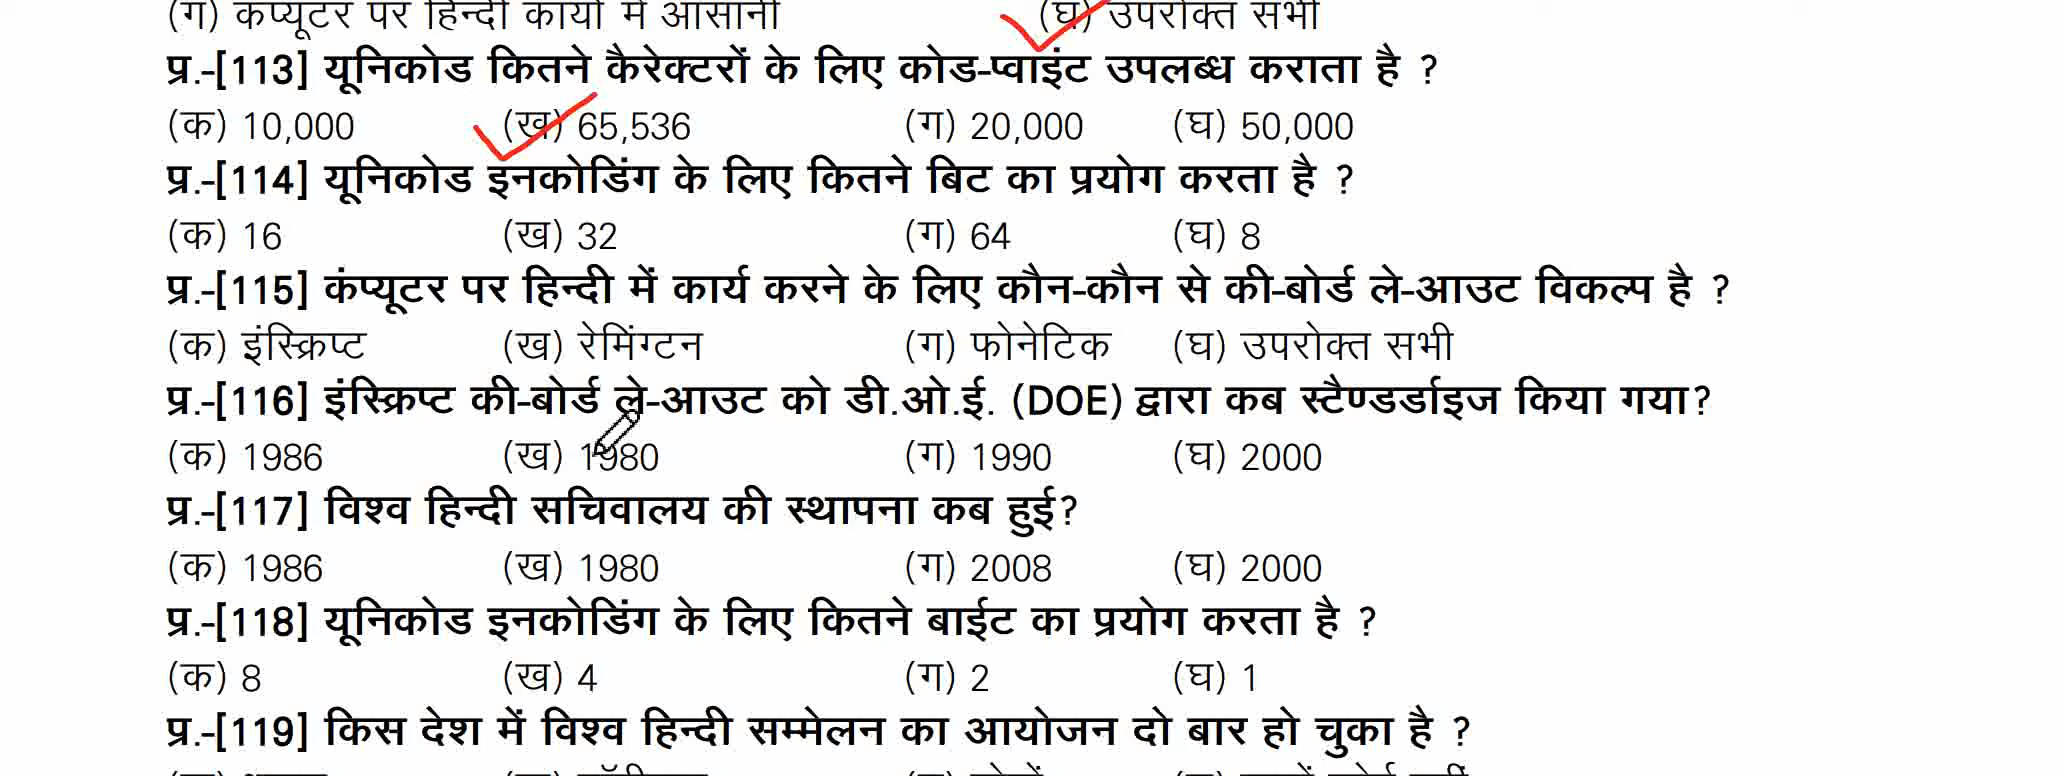 (ग) कंप्यूटर पर हिन्दी कार्यो में आसानी (घ) उपरोक्त सभी
प्र.-[113] यूनिकोड कितने कैरेक्टरों के लिए कोड-प्वाइंट उपलब्ध कराता है ?
(क) 10,000 (ख) 65,536 (ग) 20,000 (घ) 50,000
प्र.-[114] यूनिकोड इनकोडिंग के लिए कितने बिट का प्रयोग करता है ?
(क) 16 (ख) 32 (ग) 64 (घ) 8
प्र.-[115] कंप्यूटर पर हिन्दी में कार्य करने के लिए कौन-कौन से की-बोर्ड ले-आउट विकल्प है ?
(क) इंस्क्रिप्ट (ख) रेमिंग्टन (ग) फोनेटिक (घ) उपरोक्त सभी
प्र.-[116] इंस्क्रिप्ट की-बोर्ड ले-आउट को डी.ओ.ई. (DOE) द्वारा कब स्टैण्डर्डाइज किया गया?
(क) 1986 (ख) 1980 (ग) 1990 (घ) 2000
प्र.-[117] विश्व हिन्दी सचिवालय की स्थापना कब हुई?
(क) 1986 (ख) 1980 (ग) 2008 (घ) 2000
प्र.-[118] यूनिकोड इनकोडिंग के लिए कितने बाईट का प्रयोग करता है ?
(क) 8 (ख) 4 (ग) 2 (घ) 1
प्र.-[119] किस देश में विश्व हिन्दी सम्मेलन का आयोजन दो बार हो चुका है ?